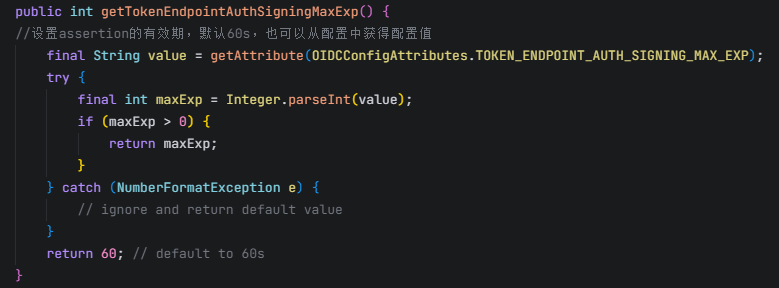 public int getTokenEndpointAuthSigningMaxExp() {
//设置assertion的有效期，默认60s，也可以从配置中获得配置值
    final String value = getAttribute(OIDCConfigAttributes.TOKEN_ENDPOINT_AUTH_SIGNING_MAX_EXP);
    try {
        final int maxExp = Integer.parseInt(value);
        if (maxExp > 0) {
            return maxExp;
        }
    } catch (NumberFormatException e) {
        // ignore and return default value
    }
    return 60; // default to 60s
}